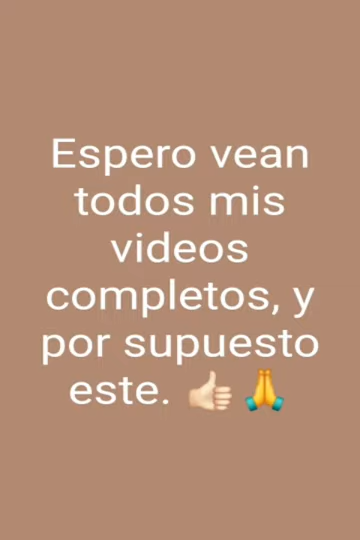 Espero vean
todos mis
videos
completos, y
por supuesto
este. 👍🏻🙏